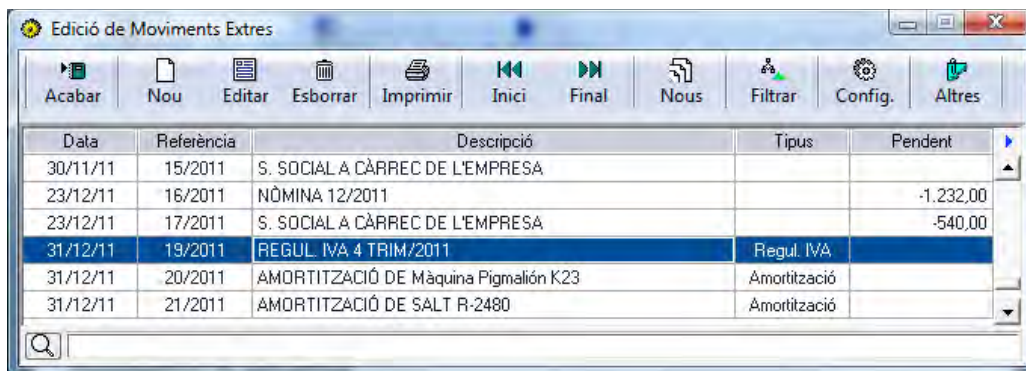 Edició de Moviments Extres
Acabar Nou Editar Esborrar Imprimir Inici Final Nous Filtrar Config. Altres
Data Referència Descripció Tipus Pendent
30/11/11 15/2011 S. SOCIAL A CÀRREC DE L'EMPRESA
23/12/11 16/2011 NÒMINA 12/2011 -1.232,00
23/12/11 17/2011 S. SOCIAL A CÀRREC DE L'EMPRESA -540,00
31/12/11 19/2011 REGUL. IVA 4 TRIM/2011 Regul. IVA
31/12/11 20/2011 AMORTITZACIÓ DE Màquina Pigmalión K23 Amortització
31/12/11 21/2011 AMORTITZACIÓ DE SALT R-2480 Amortització